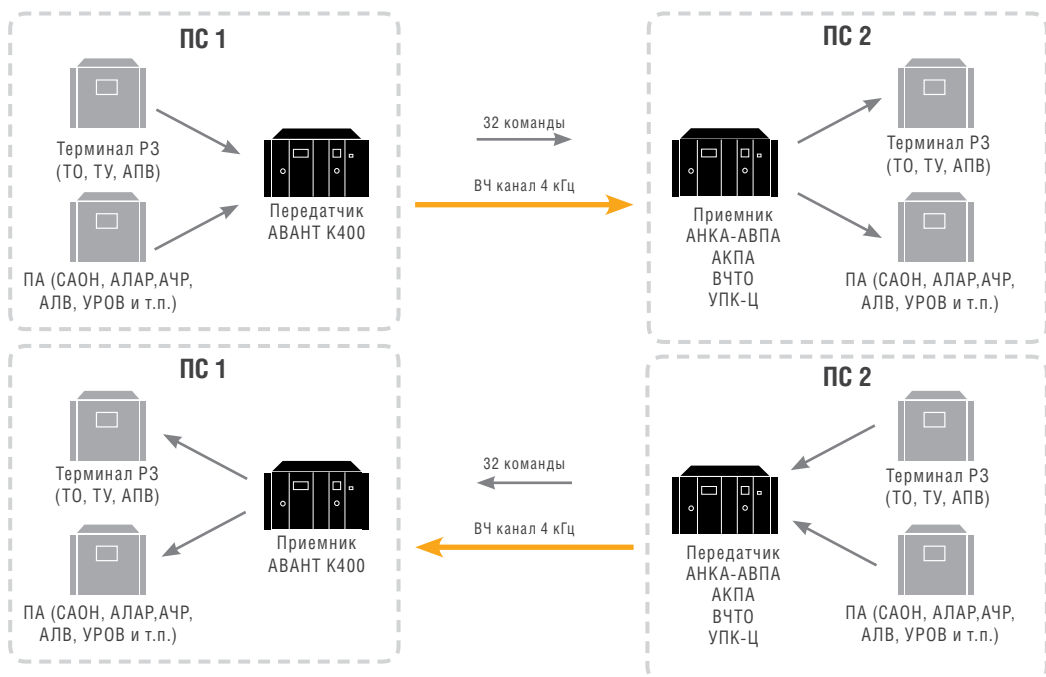 ПС 1
Терминал РЗ
(ТО, ТУ, АПВ)
ПА (САОН, АЛАР,АЧР,
АЛВ, УРОВ и т.п.)
Передатчик
АВАНТ К400
32 команды
ВЧ канал 4 кГц
ПС 2
Приемник
АНКА-АВПА
АКПА
ВЧТО
УПК-Ц
Терминал РЗ
(ТО, ТУ, АПВ)
ПА (САОН, АЛАР,АЧР,
АЛВ, УРОВ и т.п.)
ПС 1
Терминал РЗ
(ТО, ТУ, АПВ)
ПА (САОН, АЛАР,АЧР,
АЛВ, УРОВ и т.п.)
Приемник
АВАНТ К400
32 команды
ВЧ канал 4 кГц
ПС 2
Передатчик
АНКА-АВПА
АКПА
ВЧТО
УПК-Ц
Терминал РЗ
(ТО, ТУ, АПВ)
ПА (САОН, АЛАР,АЧР,
АЛВ, УРОВ и т.п.)